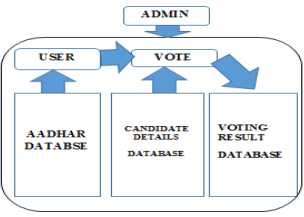 ADMIN
USER
VOTE
AADHAR
DATABSE
CANDIDATE
DETAILS
DATABASE
VOTING
RESULT
DATABASE